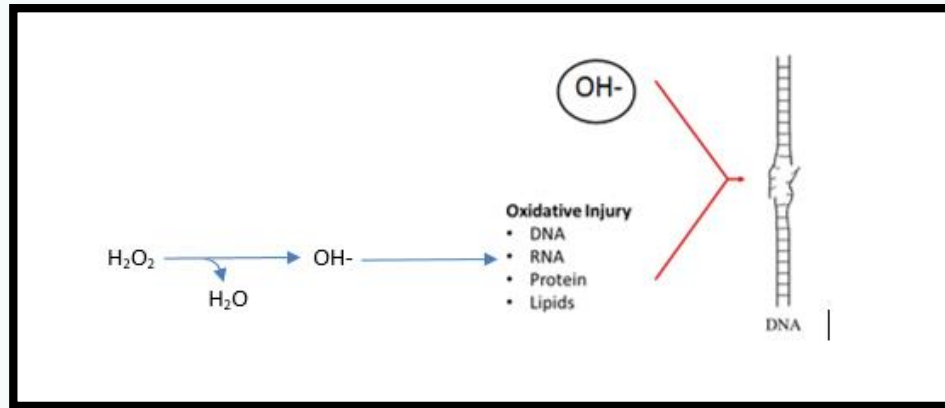 OH-
Oxidative Injury
• DNA
• RNA
• Protein
• Lipids
H₂O₂
OH-
H₂O
DNA